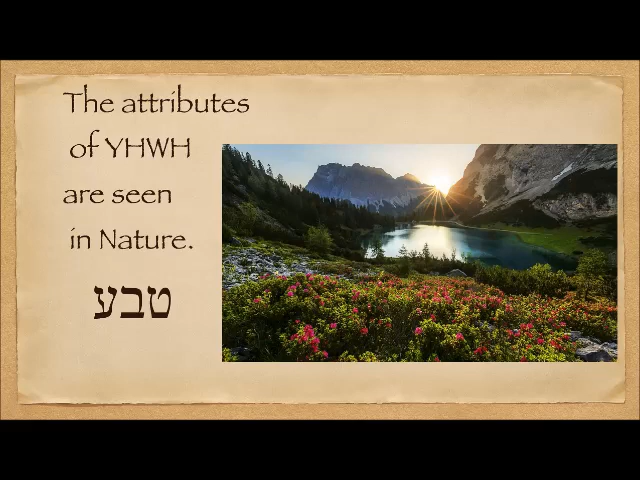 The attributes
of YHWH
are seen
in Nature.
טבע